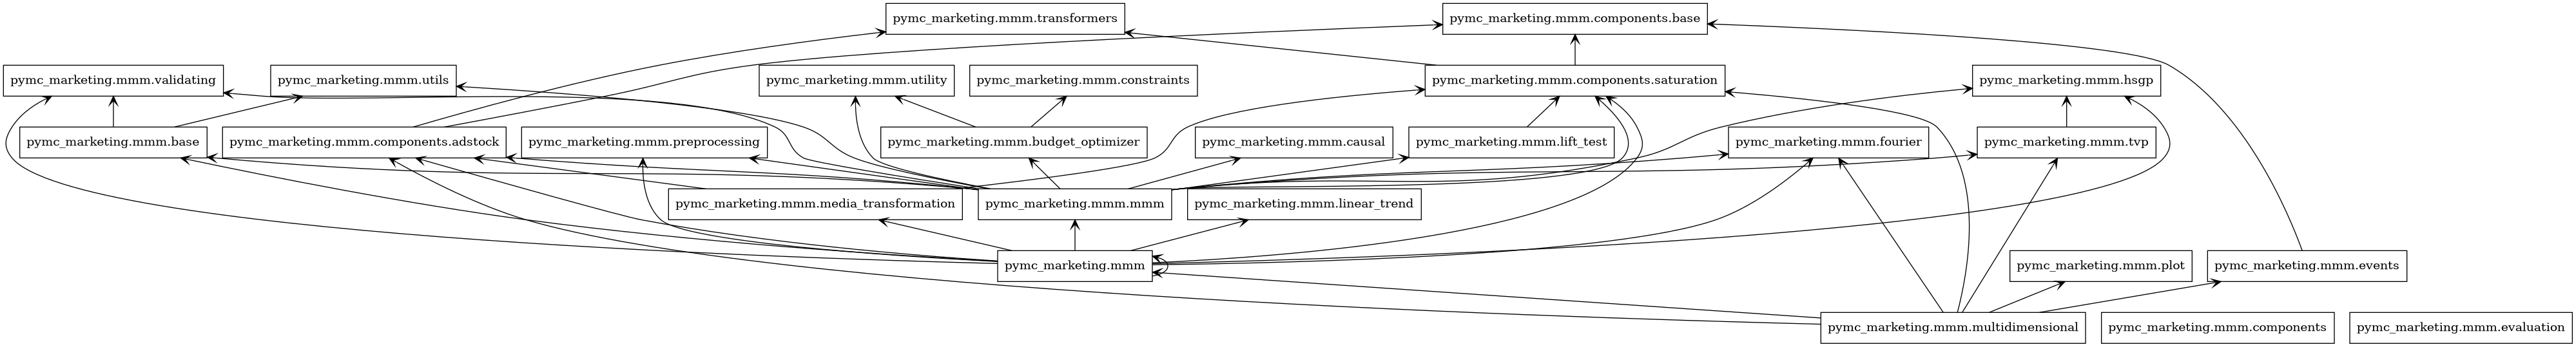 pymc_marketing.mmm.transformers
pymc_marketing.mmm.components.base
pymc_marketing.mmm.validating
pymc_marketing.mmm.utils
pymc_marketing.mmm.utility
pymc_marketing.mmm.constraints
pymc_marketing.mmm.components.saturation
pymc_marketing.mmm.hsgp
pymc_marketing.mmm.base
pymc_marketing.mmm.components.adstock
pymc_marketing.mmm.preprocessing
pymc_marketing.mmm.budget_optimizer
pymc_marketing.mmm.causal
pymc_marketing.mmm.lift_test
pymc_marketing.mmm.fourier
pymc_marketing.mmm.tvp
pymc_marketing.mmm.media_transformation
pymc_marketing.mmm.mmm
pymc_marketing.mmm.linear_trend
pymc_marketing.mmm
pymc_marketing.mmm.plot
pymc_marketing.mmm.events
pymc_marketing.mmm.multidimensional
pymc_marketing.mmm.components
pymc_marketing.mmm.evaluation